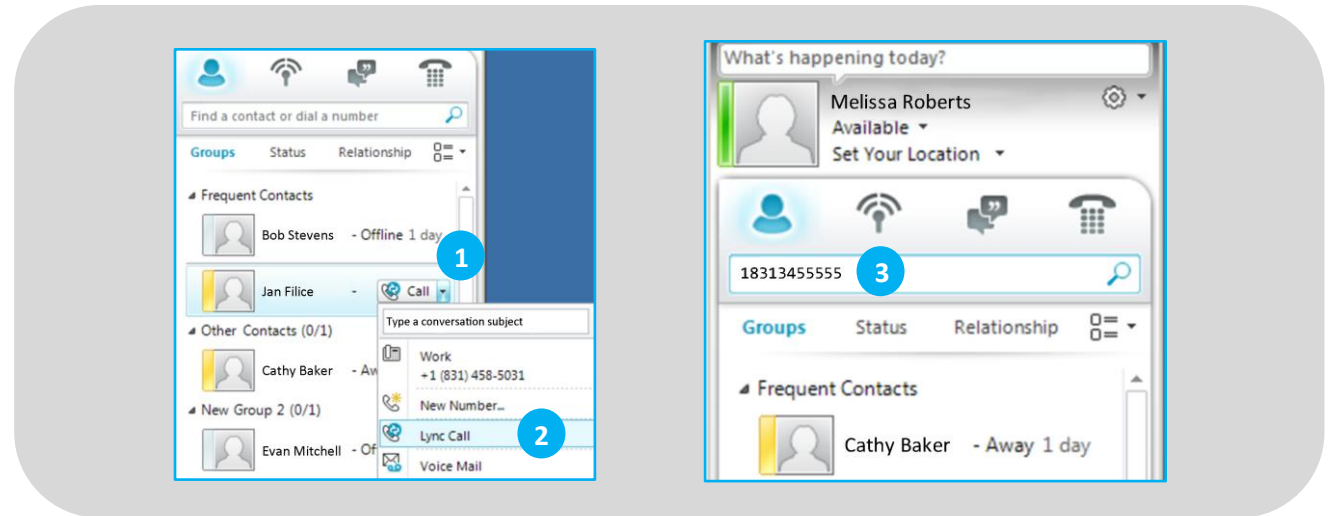 Find a contact or dial a number
Groups Status Relationship
Frequent Contacts
Bob Stevens - Offline 1 day
1
Jan Filice - Call
Type a conversation subject
Other Contacts (0/1)
Work
+1 (831) 458-5031
Cathy Baker - Aw
New Number...
New Group 2 (0/1)
Lync Call 2
Evan Mitchell - Of
Voice Mail
What's happening today?
Melissa Roberts
Available
Set Your Location
18313455555 3
Groups Status Relationship
Frequent Contacts
Cathy Baker - Away 1 day